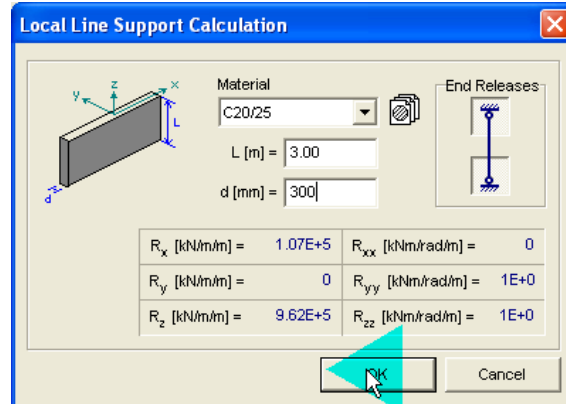 Local Line Support Calculation
Material
End Releases
C20/25
z
x
y
L
d
L [m] = 3.00
d [mm] = 300
Rx [kN/m/m] = 1.07E+5 Rxx [kNm/rad/m] = 0
Ry [kN/m/m] = 0 Ryy [kNm/rad/m] = 1E+0
Rz [kN/m/m] = 9.62E+5 Rzz [kNm/rad/m] = 1E+0
OK Cancel